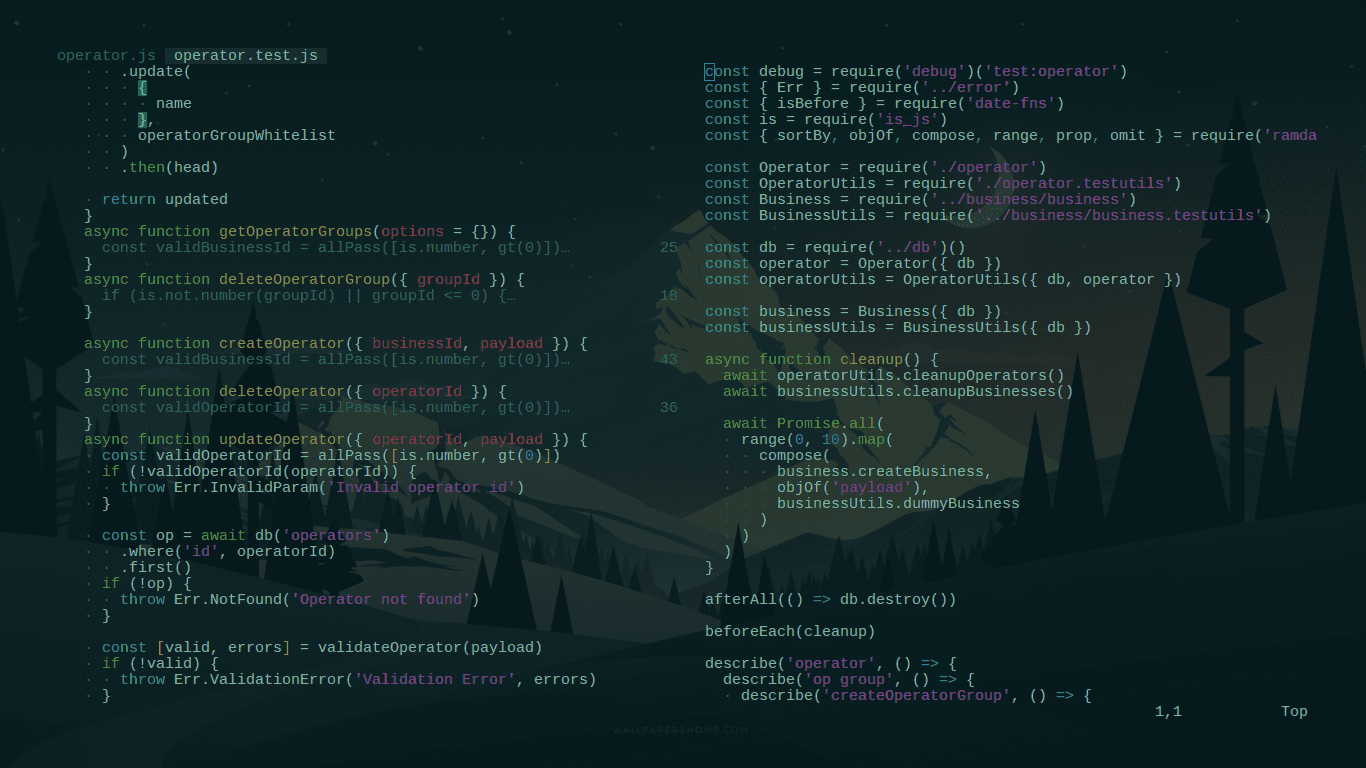 operator.js operator.test.js
.update(
{
name
},
operatorGroupWhitelist
)
.then(head)
return updated
}
async function getOperatorGroups(options = {}) {
const validBusinessId = allPass([is.number, gt(0)])… 25
}
async function deleteOperatorGroup({ groupId }) {
if (is.not.number(groupId) || groupId <= 0) {… 18
}
async function createOperator({ businessId, payload }) {
const validBusinessId = allPass([is.number, gt(0)])… 43
}
async function deleteOperator({ operatorId }) {
const validOperatorId = allPass([is.number, gt(0)])… 36
}
async function updateOperator({ operatorId, payload }) {
const validOperatorId = allPass([is.number, gt(0)])
if (!validOperatorId(operatorId)) {
throw Err.InvalidParam('Invalid operator id')
}
const op = await db('operators')
.where('id', operatorId)
.first()
if (!op) {
throw Err.NotFound('Operator not found')
}
const [valid, errors] = validateOperator(payload)
if (!valid) {
throw Err.ValidationError('Validation Error', errors)
}
const debug = require('debug')('test:operator')
const { Err } = require('../error')
const { isBefore } = require('date-fns')
const is = require('is_js')
const { sortBy, objOf, compose, range, prop, omit } = require('ramda
const Operator = require('./operator')
const OperatorUtils = require('./operator.testutils')
const Business = require('../business/business')
const BusinessUtils = require('../business/business.testutils')
const db = require('../db')()
const operator = Operator({ db })
const operatorUtils = OperatorUtils({ db, operator })
const business = Business({ db })
const businessUtils = BusinessUtils({ db })
async function cleanup() {
await operatorUtils.cleanupOperators()
await businessUtils.cleanupBusinesses()
await Promise.all(
range(0, 10).map(
compose(
business.createBusiness,
objOf('payload'),
businessUtils.dummyBusiness
)
)
)
}
afterAll(() => db.destroy())
beforeEach(cleanup)
describe('operator', () => {
describe('op group', () => {
describe('createOperatorGroup', () => {
1,1 Top
WALLPAPERSHOME.COM